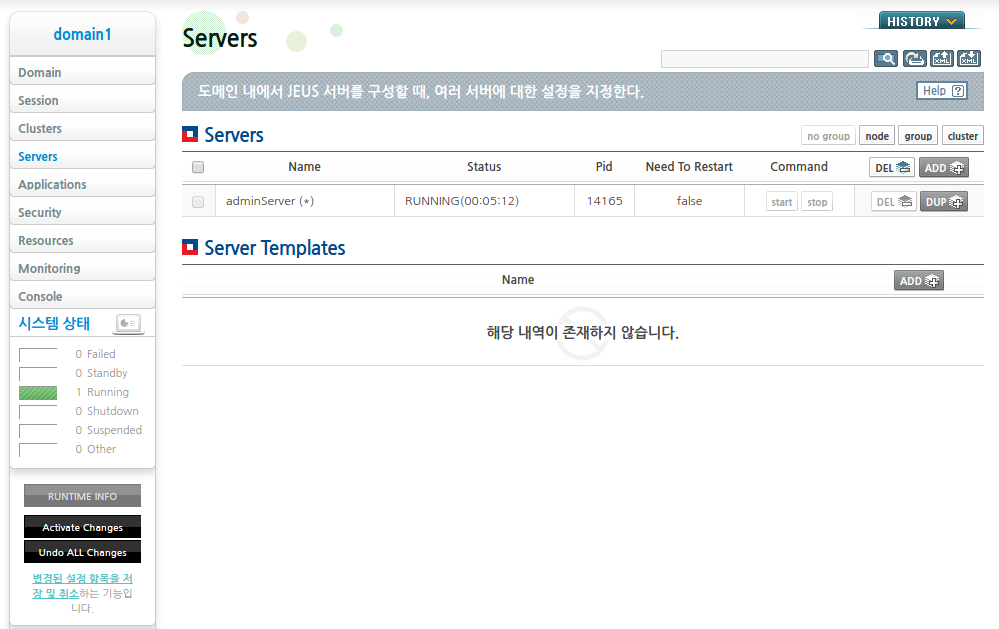 domain1
Domain
Session
Clusters
Servers
Applications
Security
Resources
Monitoring
Console
시스템 상태
0 Failed
0 Standby
1 Running
0 Shutdown
0 Suspended
0 Other
RUNTIME INFO
Activate Changes
Undo ALL Changes
변경된 설정 항목을 저
장 및 취소하는 기능입
니다.
HISTORY
Servers
XML XML
도메인 내에서 JEUS 서버를 구성할 때, 여러 서버에 대한 설정을 지정한다.
Help ?
Servers
no group node group cluster
Name Status Pid Need To Restart Command DEL ADD
adminServer (*) RUNNING(00:05:12) 14165 false start stop DEL DUP
Server Templates
Name ADD
해당 내역이 존재하지 않습니다.